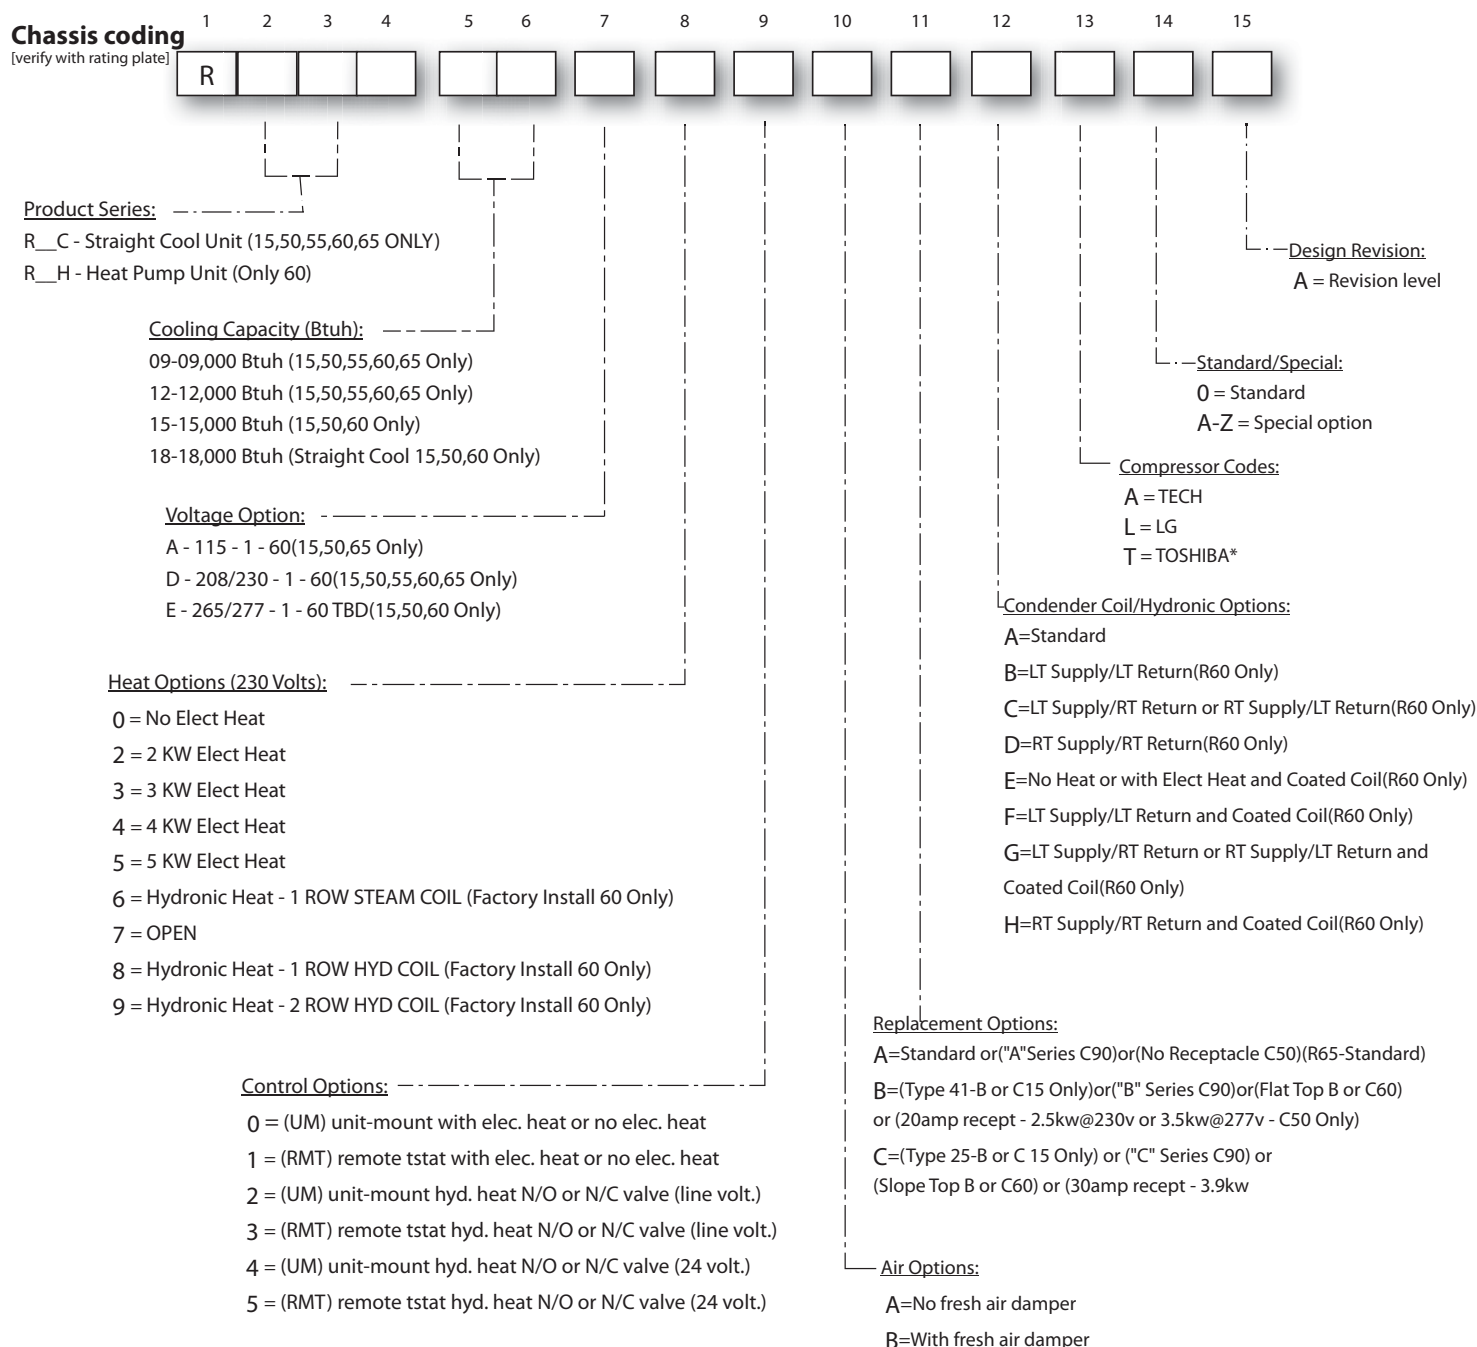 1 2 3 4 5 6 7 8 9 10 11 12 13 14 15
Chassis coding
[verify with rating plate]
R
Product Series:
R__C - Straight Cool Unit (15,50,55,60,65 ONLY)
R__H - Heat Pump Unit (Only 60)
Cooling Capacity (Btuh):
09-09,000 Btuh (15,50,55,60,65 Only)
12-12,000 Btuh (15,50,55,60,65 Only)
15-15,000 Btuh (15,50,60 Only)
18-18,000 Btuh (Straight Cool 15,50,60 Only)
Voltage Option:
A - 115 - 1 - 60(15,50,65 Only)
D - 208/230 - 1 - 60(15,50,55,60,65 Only)
E - 265/277 - 1 - 60 TBD(15,50,60 Only)
Heat Options (230 Volts):
0 = No Elect Heat
2 = 2 KW Elect Heat
3 = 3 KW Elect Heat
4 = 4 KW Elect Heat
5 = 5 KW Elect Heat
6 = Hydronic Heat - 1 ROW STEAM COIL (Factory Install 60 Only)
7 = OPEN
8 = Hydronic Heat - 1 ROW HYD COIL (Factory Install 60 Only)
9 = Hydronic Heat - 2 ROW HYD COIL (Factory Install 60 Only)
Control Options:
0 = (UM) unit-mount with elec. heat or no elec. heat
1 = (RMT) remote tstat with elec. heat or no elec. heat
2 = (UM) unit-mount hyd. heat N/O or N/C valve (line volt.)
3 = (RMT) remote tstat hyd. heat N/O or N/C valve (line volt.)
4 = (UM) unit-mount hyd. heat N/O or N/C valve (24 volt.)
5 = (RMT) remote tstat hyd. heat N/O or N/C valve (24 volt.)
Design Revision:
A = Revision level
Standard/Special:
0 = Standard
A-Z = Special option
Compressor Codes:
A = TECH
L = LG
T = TOSHIBA*
Condender Coil/Hydronic Options:
A=Standard
B=LT Supply/LT Return(R60 Only)
C=LT Supply/RT Return or RT Supply/LT Return(R60 Only)
D=RT Supply/RT Return(R60 Only)
E=No Heat or with Elect Heat and Coated Coil(R60 Only)
F=LT Supply/LT Return and Coated Coil(R60 Only)
G=LT Supply/RT Return or RT Supply/LT Return and
Coated Coil(R60 Only)
H=RT Supply/RT Return and Coated Coil(R60 Only)
Replacement Options:
A=Standard or("A"Series C90)or(No Receptacle C50)(R65-Standard)
B=(Type 41-B or C15 Only)or("B" Series C90)or(Flat Top B or C60)
or (20amp recept - 2.5kw@230v or 3.5kw@277v - C50 Only)
C=(Type 25-B or C 15 Only) or ("C" Series C90) or
(Slope Top B or C60) or (30amp recept - 3.9kw
Air Options:
A=No fresh air damper
B=With fresh air damper